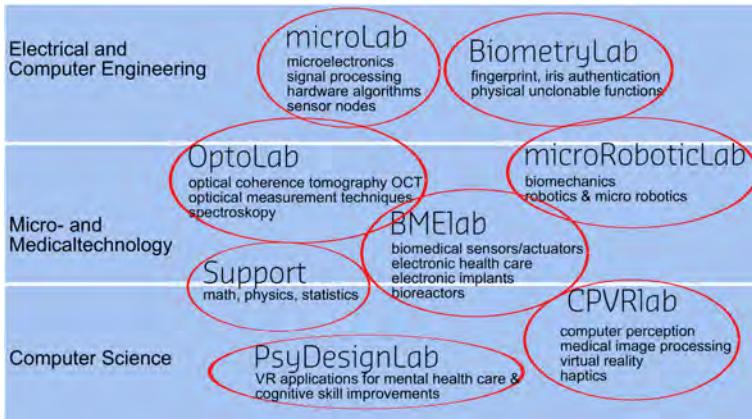 Electrical and
Computer Engineering
microLab
microelectronics
signal processing
hardware algorithms
sensor nodes
BiometryLab
fingerprint, iris authentication
physical unclonable functions
OptoLab
optical coherence tomography OCT
opticical measurement techniques
spectroskopy
microRoboticLab
biomechanics
robotics & micro robotics
Micro- and
Medicaltechnology
BMElab
biomedical sensors/actuators
electronic health care
electronic implants
bioreactors
Support
math, physics, statistics
CPVRlab
computer perception
medical image processing
virtual reality
haptics
Computer Science
PsyDesignLab
VR applications for mental health care &
cognitive skill improvements